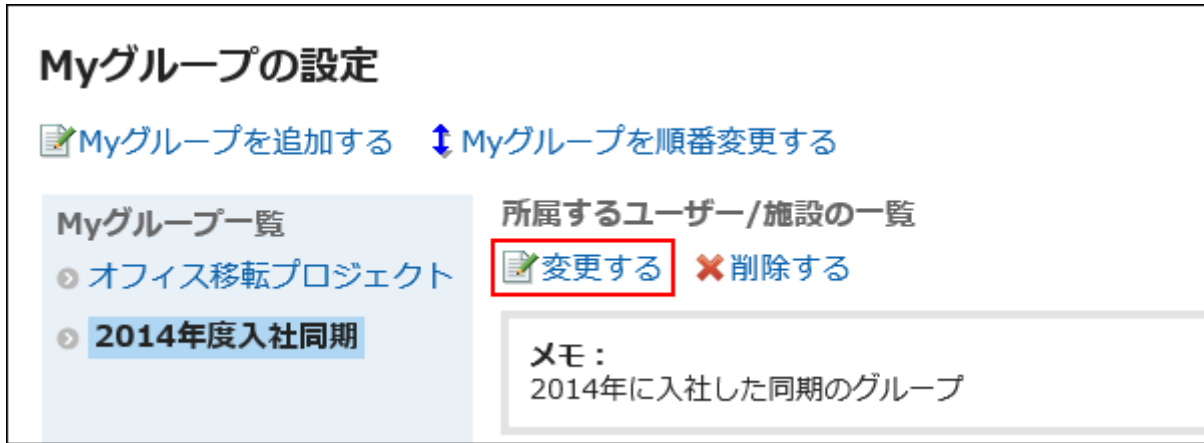 Myグループの設定
Myグループを追加する Myグループを順番変更する
Myグループ一覧
オフィス移転プロジェクト
2014年度入社同期
所属するユーザー/施設の一覧
変更する 削除する
メモ：
2014年に入社した同期のグループ